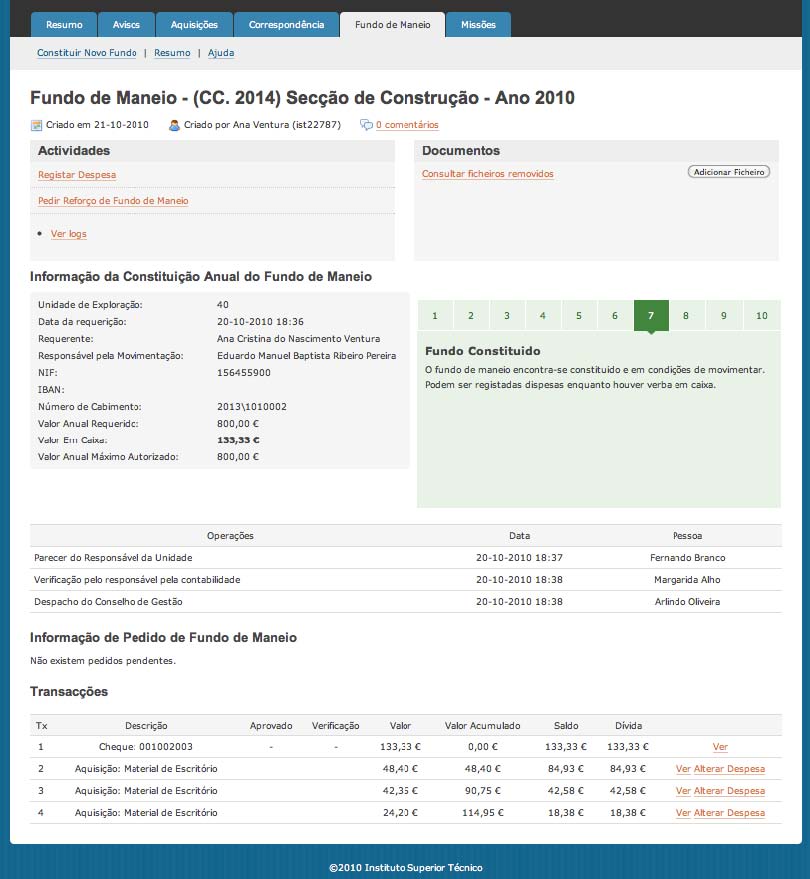 Resumo Avisos Aquisições Correspondência Fundo de Maneio Missões
Constituir Novo Fundo | Resumo | Ajuda
Fundo de Maneio - (CC. 2014) Secção de Construção - Ano 2010
Criado em 21-10-2010 Criado por Ana Ventura (ist22787) 0 comentários
Actividades
Registar Despesa
Pedir Reforço de Fundo de Maneio
• Ver logs
Documentos
Consultar ficheiros removidos Adicionar Ficheiro
Informação da Constituição Anual do Fundo de Maneio
Unidade de Exploração: 40
Data da requerição: 20-10-2010 18:36
Requerente: Ana Cristina do Nascimento Ventura
Responsável pela Movimentação: Eduardo Manuel Baptista Ribeiro Pereira
NIF: 156455900
IBAN:
Número de Cabimento: 2013\1010002
Valor Anual Requerido: 800,00 €
Valor Em Caixa: 133,33 €
Valor Anual Máximo Autorizado: 800,00 €
1 2 3 4 5 6 7 8 9 10
Fundo Constituido
O fundo de maneio encontra-se constituido e em condições de movimentar.
Podem ser registadas dispesas enquanto houver verba em caixa.
Operações Data Pessoa
Parecer do Responsável da Unidade 20-10-2010 18:37 Fernando Branco
Verificação pelo responsável pela contabilidade 20-10-2010 18:38 Margarida Alho
Despacho do Conselho de Gestão 20-10-2010 18:38 Arlindo Oliveira
Informação de Pedido de Fundo de Maneio
Não existem pedidos pendentes.
Transacções
Tx Descrição Aprovado Verificação Valor Valor Acumulado Saldo Dívida
1 Cheque: 001002003 - - 133,33 € 0,00 € 133,33 € 133,33 € Ver
2 Aquisição: Material de Escritório 48,40 € 48,40 € 84,93 € 84,93 € Ver Alterar Despesa
3 Aquisição: Material de Escritório 42,35 € 90,75 € 42,58 € 42,58 € Ver Alterar Despesa
4 Aquisição: Material de Escritório 24,20 € 114,95 € 18,38 € 18,38 € Ver Alterar Despesa
©2010 Instituto Superior Técnico